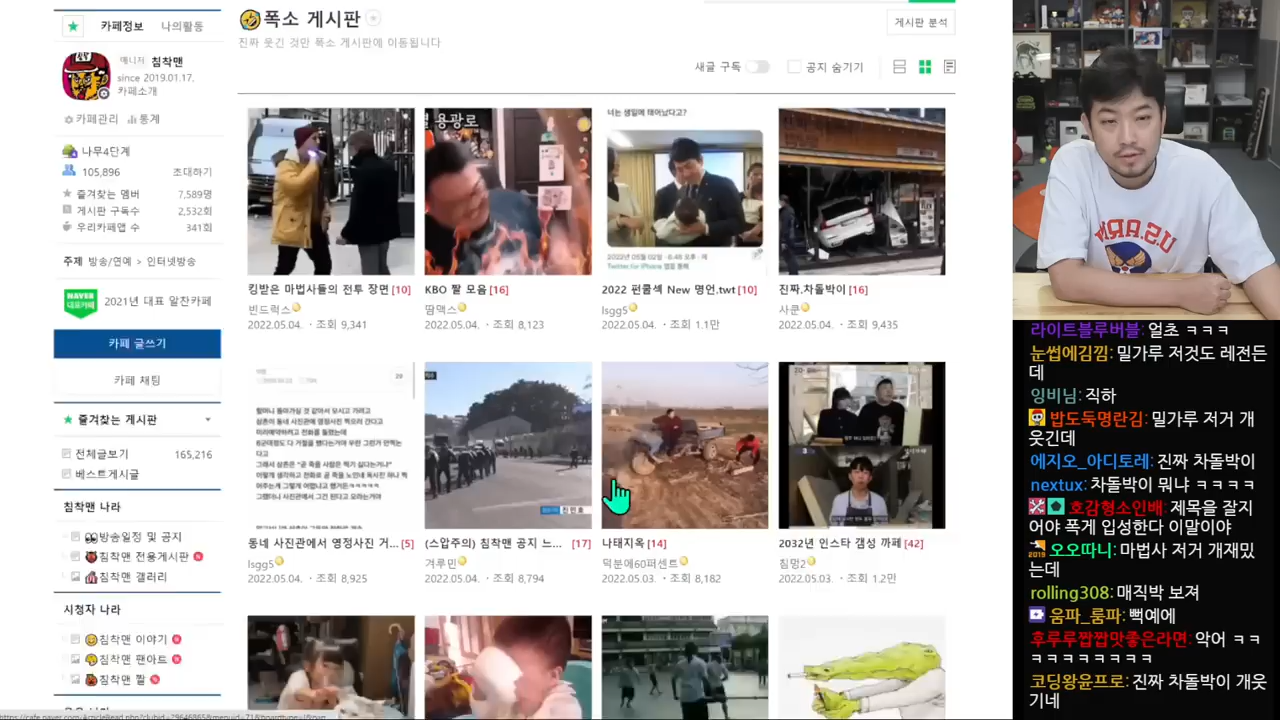 카페정보 나의활동
매니저 침착맨
since 2019.01.17.
카페소개
카페관리 통계
나무4단계
105,896 초대하기
즐겨찾는 멤버 7,589명
게시판 구독수 2,532회
우리카페앱 수 341회
주제 방송/연예 > 인터넷방송
NAVER
대표카페
2021년 대표 알찬카페
카페 글쓰기
카페 채팅
즐겨찾는 게시판
전체글보기 165,216
베스트게시글
침착맨 나라
방송일정 및 공지
침착맨 전용게시판
침착맨 갤러리
시청자 나라
침착맨 이야기
침착맨 팬아트
침착맨 짤
폭소 게시판
게시판 분석
진짜 웃긴 것만 폭소 게시판에 이동됩니다
새글 구독 공지 숨기기
용광로
너는 생일에 태어났다고?
킹받은 마법사들의 전투 장면[10]
빈드럭스
2022.05.04. · 조회 9,341
KBO 짤 모음[16]
땀맥스
2022.05.04. · 조회 8,123
2022 펀쿨섹 New 명언.twt[10]
lsgg5
2022.05.04. · 조회 1.1만
진짜.차돌박이[16]
사쿤
2022.05.04. · 조회 9,435
동네 사진관에서 영정사진 거...[5]
lsgg5
2022.05.04. · 조회 8,925
(스압주의) 침착맨 공지 느... [17]
겨루민
2022.05.04. · 조회 8,794
나태지옥[14]
덕분에60퍼센트
2022.05.03. · 조회 8,182
2032년 인스타 갬성 까페[42]
침멍2
2022.05.03. · 조회 1.2만
U.S.ARMY
라이트블루버블: 얼초 ㅋㅋㅋ
눈썹에김낌: 밀가루 저것도 레전든
데
잉비님: 직하
밥도둑명란김: 밀가루 저거 개
웃긴데
에지오_아디토레: 진짜 차돌박이
nextux: 차돌박이 뭐냐 ㅋㅋㅋㅋ
호감형소인배: 제목을 잘지
어야 폭게 입성한다 이말이야
오오따니: 마법사 저거 개재밌
는데
rolling308: 매직박 보져
움파_룸파: 뻑예에
후루루짭짭맛좋은라면: 악어 ㅋㅋ
ㅋㅋㅋㅋㅋㅋㅋㅋ
코딩왕윤프로: 진짜 차돌박이 개웃
기네